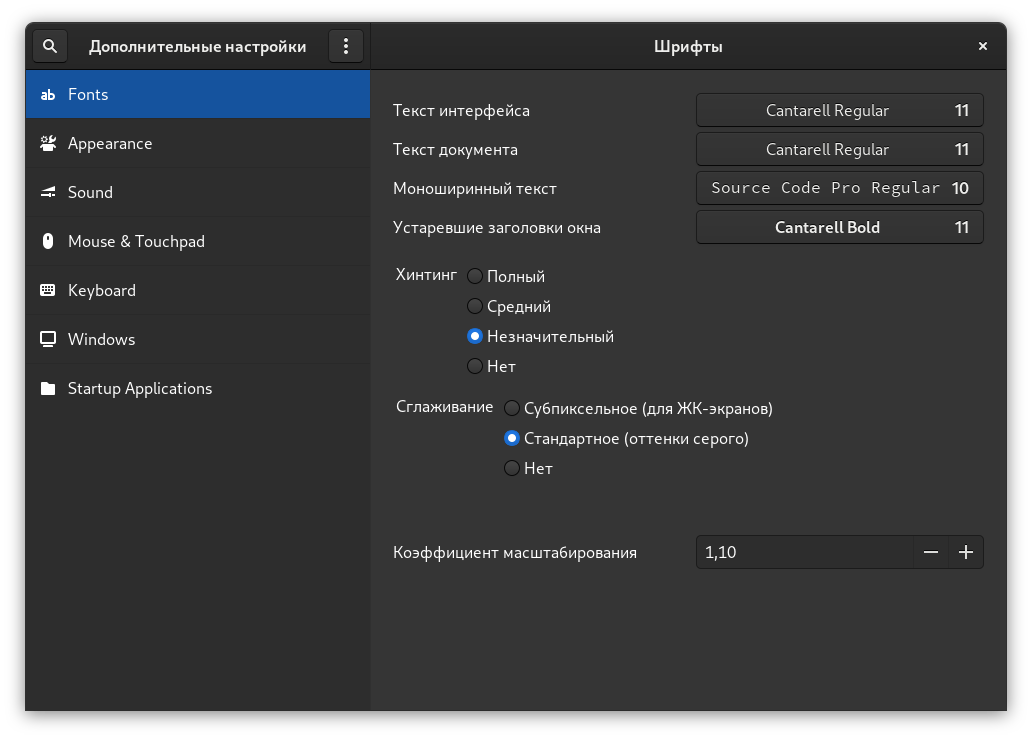 Дополнительные настройки
Шрифты
Fonts
Appearance
Sound
Mouse & Touchpad
Keyboard
Windows
Startup Applications
Текст интерфейса Cantarell Regular 11
Текст документа Cantarell Regular 11
Моноширинный текст Source Code Pro Regular 10
Устаревшие заголовки окна Cantarell Bold 11
Хинтинг Полный
Средний
Незначительный
Нет
Сглаживание Субпиксельное (для ЖК-экранов)
Стандартное (оттенки серого)
Нет
Коэффициент масштабирования 1,10